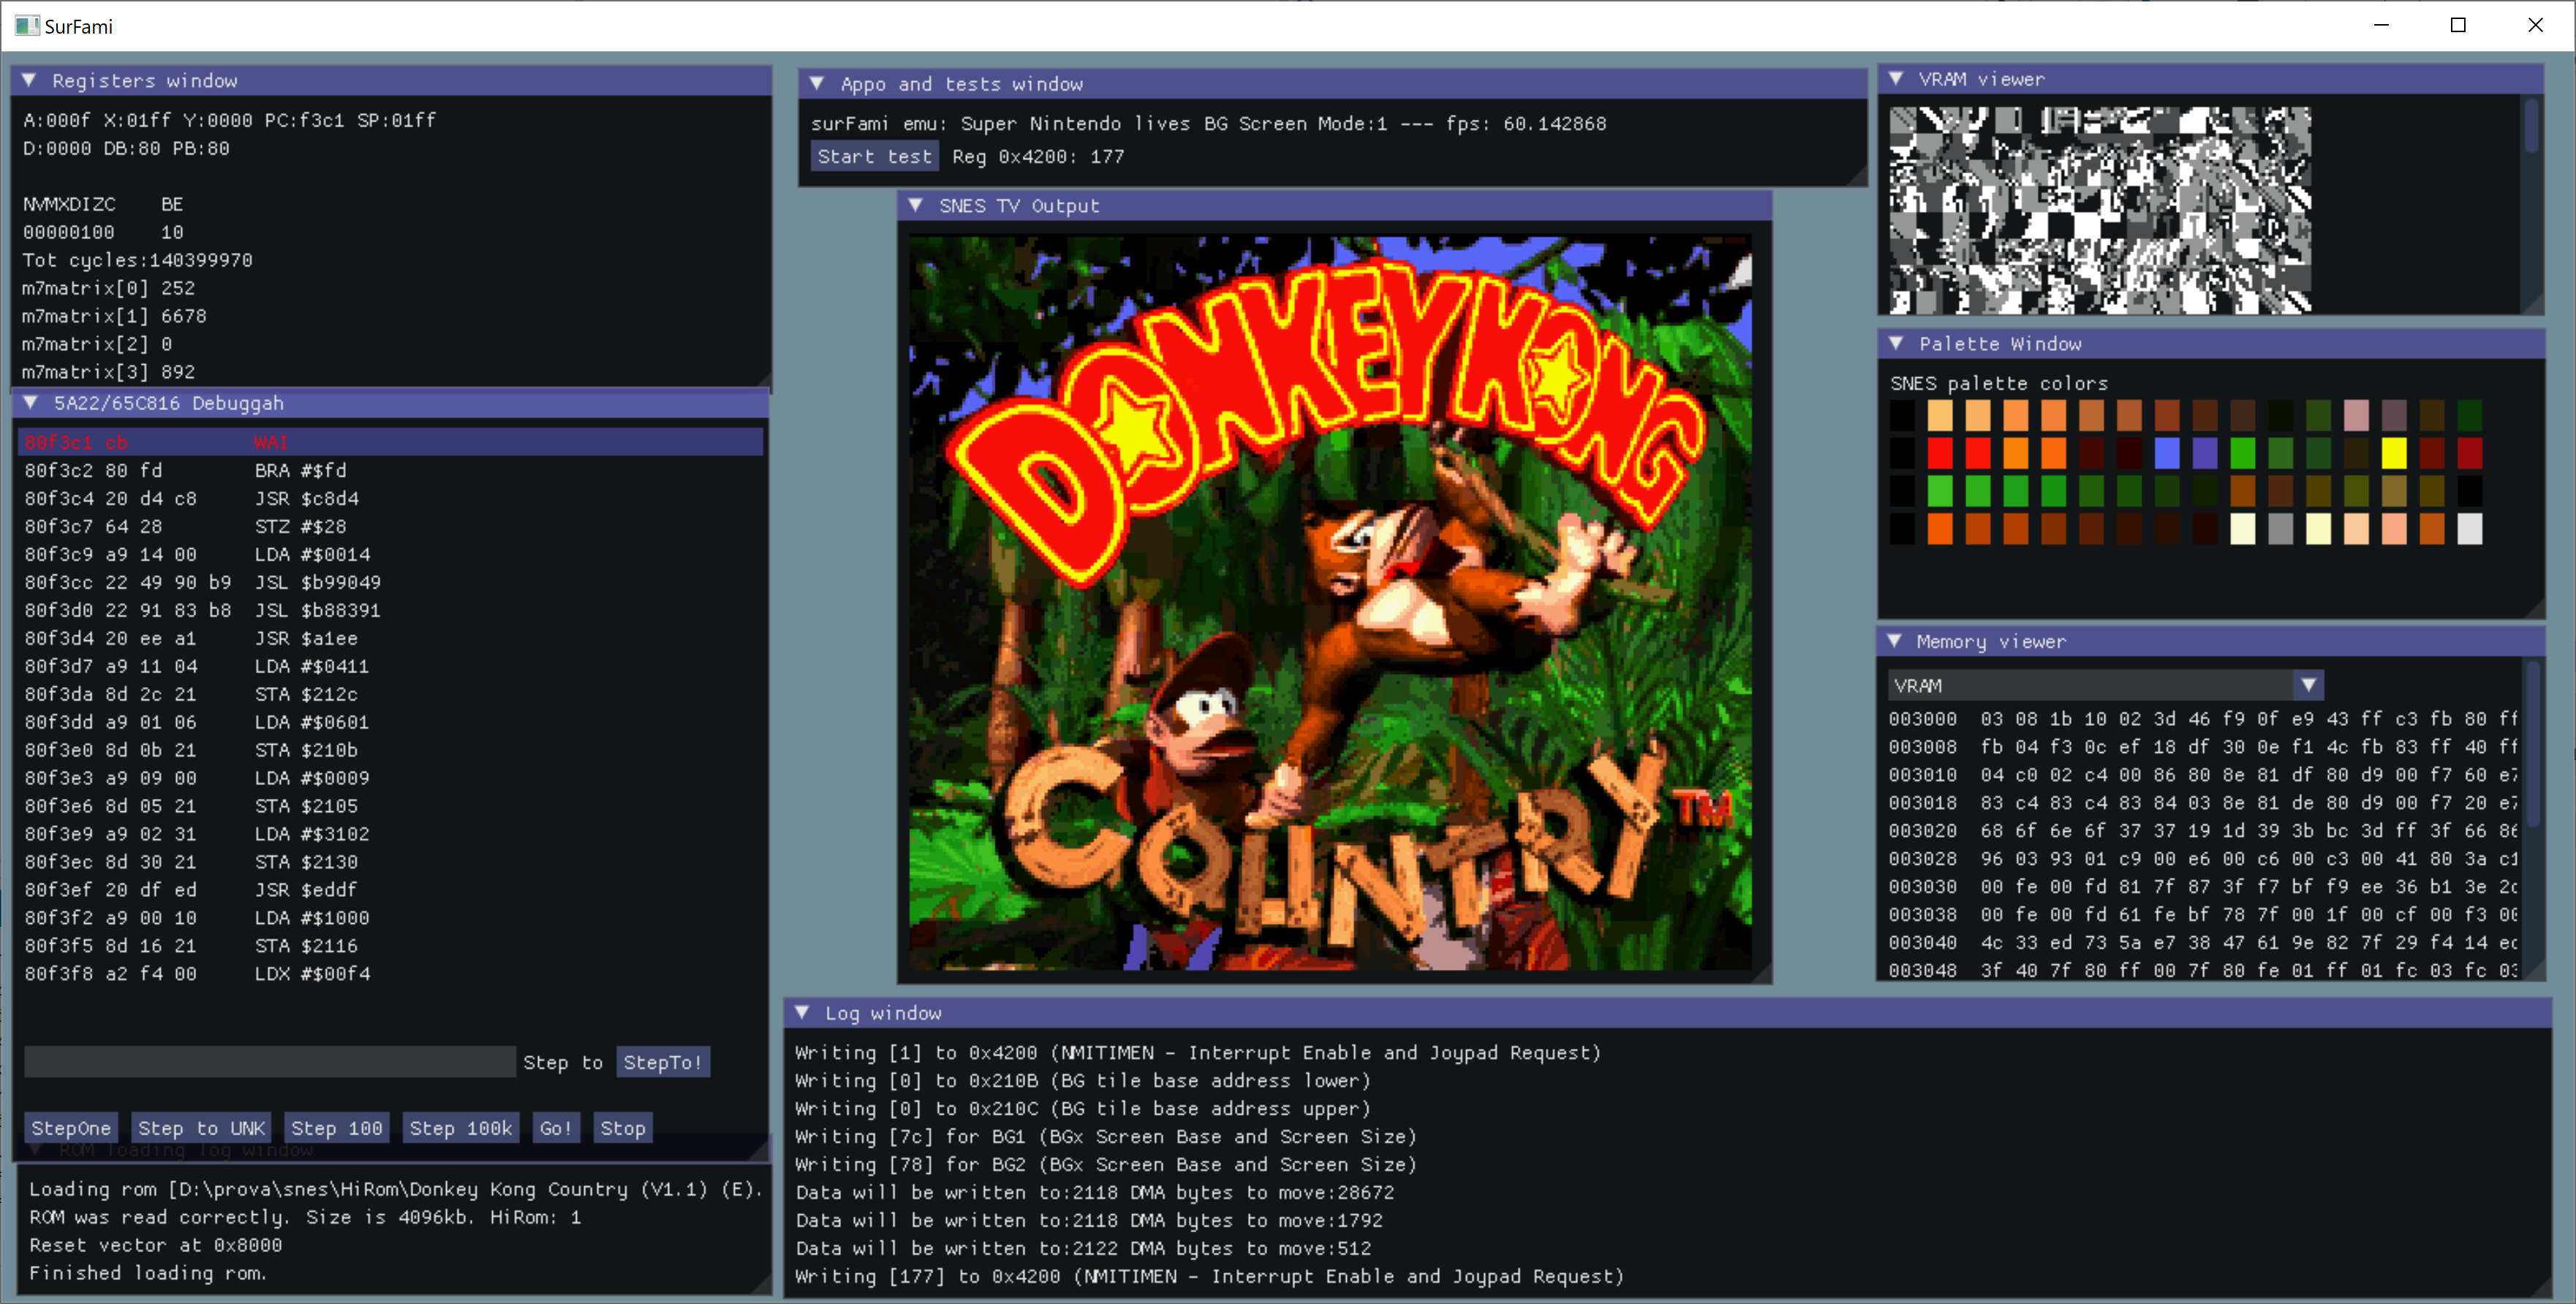 SurFami
Registers window
A:000f X:01ff Y:0000 PC:f3c1 SP:01ff
D:0000 DB:80 PB:80
NVMXDIZC BE
00000100 10
Tot cycles:140399970
m7matrix[0] 252
m7matrix[1] 6678
m7matrix[2] 0
m7matrix[3] 892
5A22/65C816 Debuggah
80f3c1 cb WAI
80f3c2 80 fd BRA #$fd
80f3c4 20 d4 c8 JSR $c8d4
80f3c7 64 28 STZ #$28
80f3c9 a9 14 00 LDA #$0014
80f3cc 22 49 90 b9 JSL $b99049
80f3d0 22 91 83 b8 JSL $b88391
80f3d4 20 ee a1 JSR $a1ee
80f3d7 a9 11 04 LDA #$0411
80f3da 8d 2c 21 STA $212c
80f3dd a9 01 06 LDA #$0601
80f3e0 8d 0b 21 STA $210b
80f3e3 a9 09 00 LDA #$0009
80f3e6 8d 05 21 STA $2105
80f3e9 a9 02 31 LDA #$3102
80f3ec 8d 30 21 STA $2130
80f3ef 20 df ed JSR $eddf
80f3f2 a9 00 10 LDA #$1000
80f3f5 8d 16 21 STA $2116
80f3f8 a2 f4 00 LDX #$00f4
Step to StepTo!
StepOne Step to UNK Step 100 Step 100k Go! Stop
ROM loading log window
Loading rom [D:\prova\snes\HiRom\Donkey Kong Country (V1.1) (E).
ROM was read correctly. Size is 4096kb. HiRom: 1
Reset vector at 0x8000
Finished loading rom.
Appo and tests window
surFami emu: Super Nintendo lives BG Screen Mode:1 --- fps: 60.142868
Start test Reg 0x4200: 177
SNES TV Output
DONKEY KONG
COUNTRY TM
Log window
Writing [1] to 0x4200 (NMITIMEN - Interrupt Enable and Joypad Request)
Writing [0] to 0x210B (BG tile base address lower)
Writing [0] to 0x210C (BG tile base address upper)
Writing [7c] for BG1 (BGx Screen Base and Screen Size)
Writing [78] for BG2 (BGx Screen Base and Screen Size)
Data will be written to:2118 DMA bytes to move:28672
Data will be written to:2118 DMA bytes to move:1792
Data will be written to:2122 DMA bytes to move:512
Writing [177] to 0x4200 (NMITIMEN - Interrupt Enable and Joypad Request)
VRAM viewer
Palette Window
SNES palette colors
Memory viewer
VRAM
003000 03 08 1b 10 02 3d 46 f9 0f e9 43 ff c3 fb 80 ff
003008 fb 04 f3 0c ef 18 df 30 0e f1 4c fb 83 ff 40 ff
003010 04 c0 02 c4 00 86 80 8e 81 df 80 d9 00 f7 60 e7
003018 83 c4 83 c4 83 84 03 8e 81 de 80 d9 00 f7 20 e7
003020 68 6f 6e 6f 37 37 19 1d 39 3b bc 3d ff 3f 66
003028 96 03 93 01 c9 00 e6 00 c6 00 c3 00 41 80 3a c1
003030 00 fe 00 fd 81 7f 87 3f f7 bf f9 ee 36 b1 3e
003038 00 fe 00 fd 61 fe bf 78 7f 00 1f 00 cf 00 f3
003040 4c 33 ed 73 5a e7 38 47 61 9e 82 7f 29 f4 14
003048 3f 40 7f 80 ff 00 7f 80 fe 01 ff 01 fc 03 fc